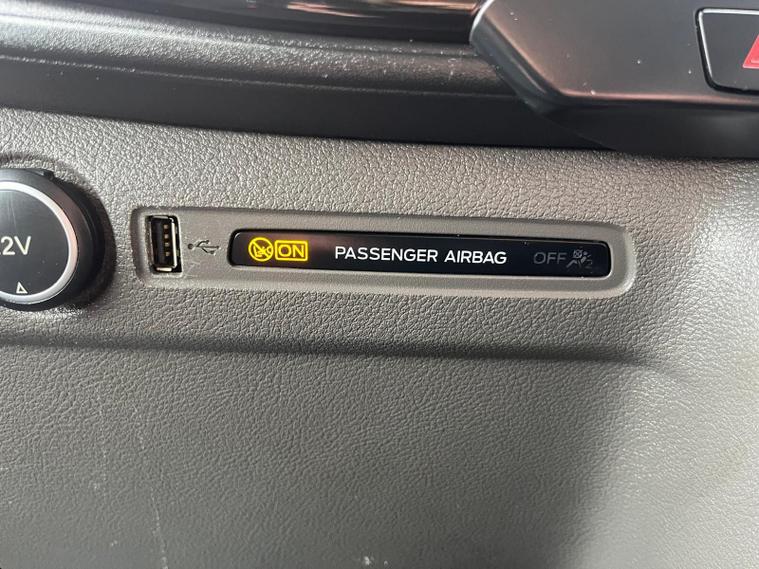 2V
ON PASSENGER AIRBAG OFF